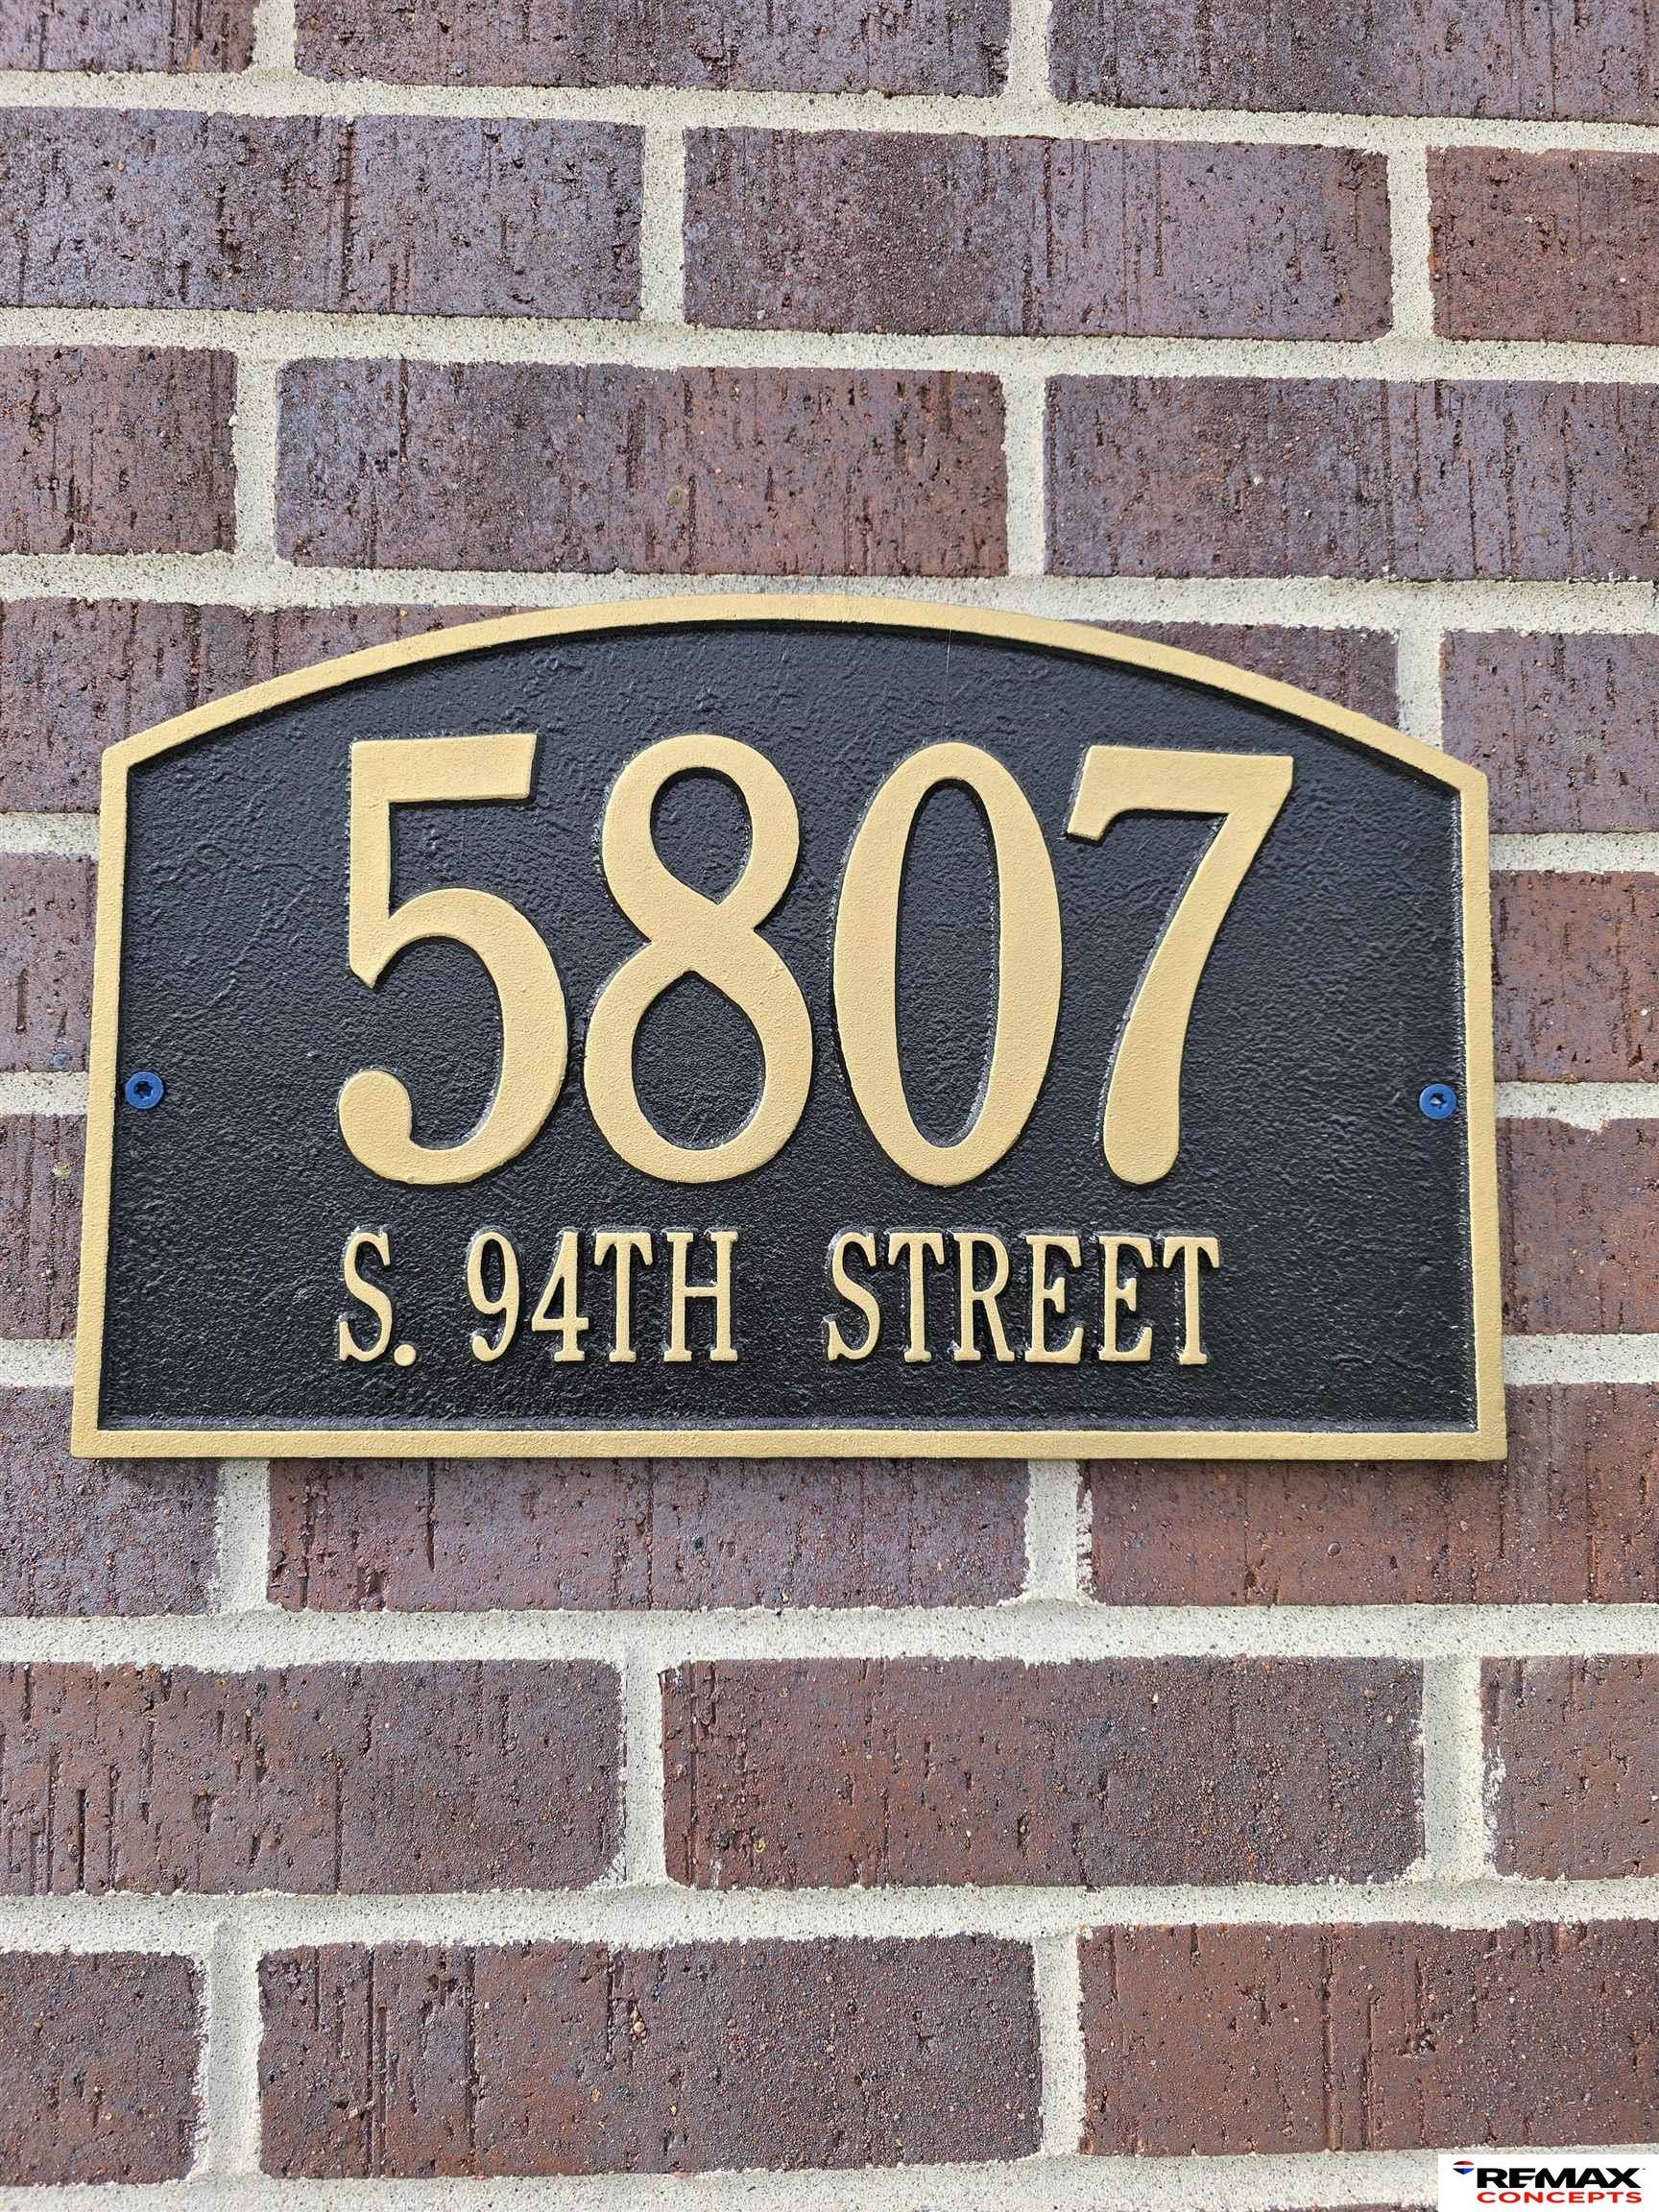 5807
S. 94TH STREET
RE/MAX
CONCEPTS